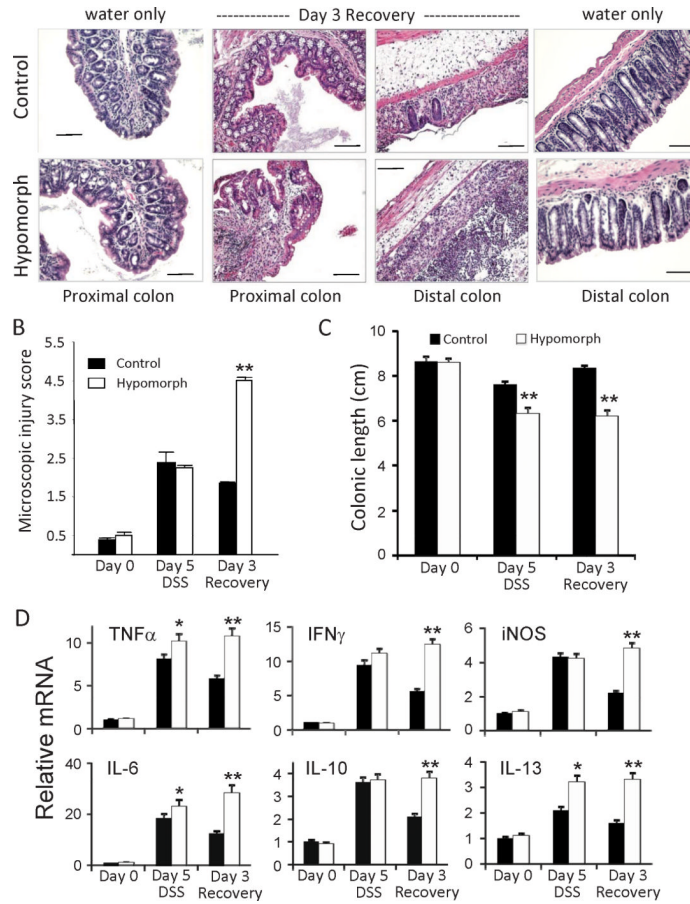 water only Day 3 Recovery water only
Control
Hypomorph
Proximal colon Proximal colon Distal colon Distal colon
B
Microscopic injury score
5.5
4.5
3.5
2.5
1.5
0.5
Control
Hypomorph
**
Day 0 Day 5 DSS Day 3 Recovery
C
Colonic length (cm)
10
8
6
4
2
0
Control Hypomorph
** **
Day 0 Day 5 DSS Day 3 Recovery
D
Relative mRNA
TNFα
10
5
0
* **
IFNγ
15
10
5
0
**
iNOS
6
4
2
0
**
IL-6
40
20
0
* **
Day 0 Day 5 DSS Day 3 Recovery
IL-10
4
3
2
1
0
**
Day 0 Day 5 DSS Day 3 Recovery
IL-13
4
3
2
1
0
* **
Day 0 Day 5 DSS Day 3 Recovery